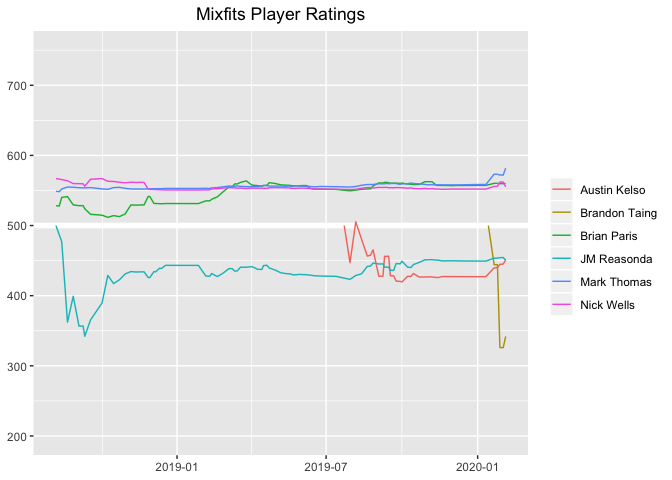 Mixfits Player Ratings
700
600
500
400
300
200
2019-01
2019-07
2020-01
Austin Kelso
Brandon Taing
Brian Paris
JM Reasonda
Mark Thomas
Nick Wells